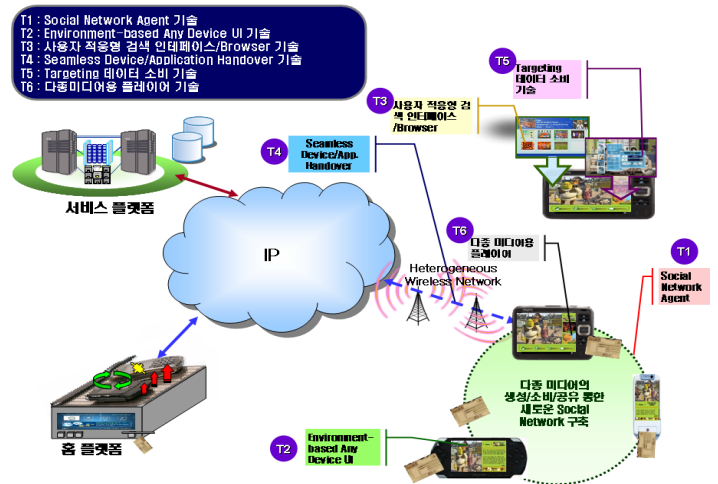 T1 : Social Network Agent 기술
T2 : Environment-based Any Device UI 기술
T3 : 사용자 적응형 검색 인테페이스/Browser 기술
T4 : Seamless Device/Application Handover 기술
T5 : Targeting 데이터 소비 기술
T6 : 다종미디어용 플레이어 기술
T5
Targeting
데이터 소비
기술
T3
사용자 적응형 검
색 인테페이스
/Browser
T4
Seamless
Device/App.
Handover
서비스 플랫폼
IP
T6
다종 미디어용
플레이어
Heterogeneous
Wireless Network
T1
Social
Network
Agent
다종 미디어의
생성/소비/공유 통한
새로운 Social
Network 구축
홈 플랫폼
T2
Environment-
based Any
Device UI